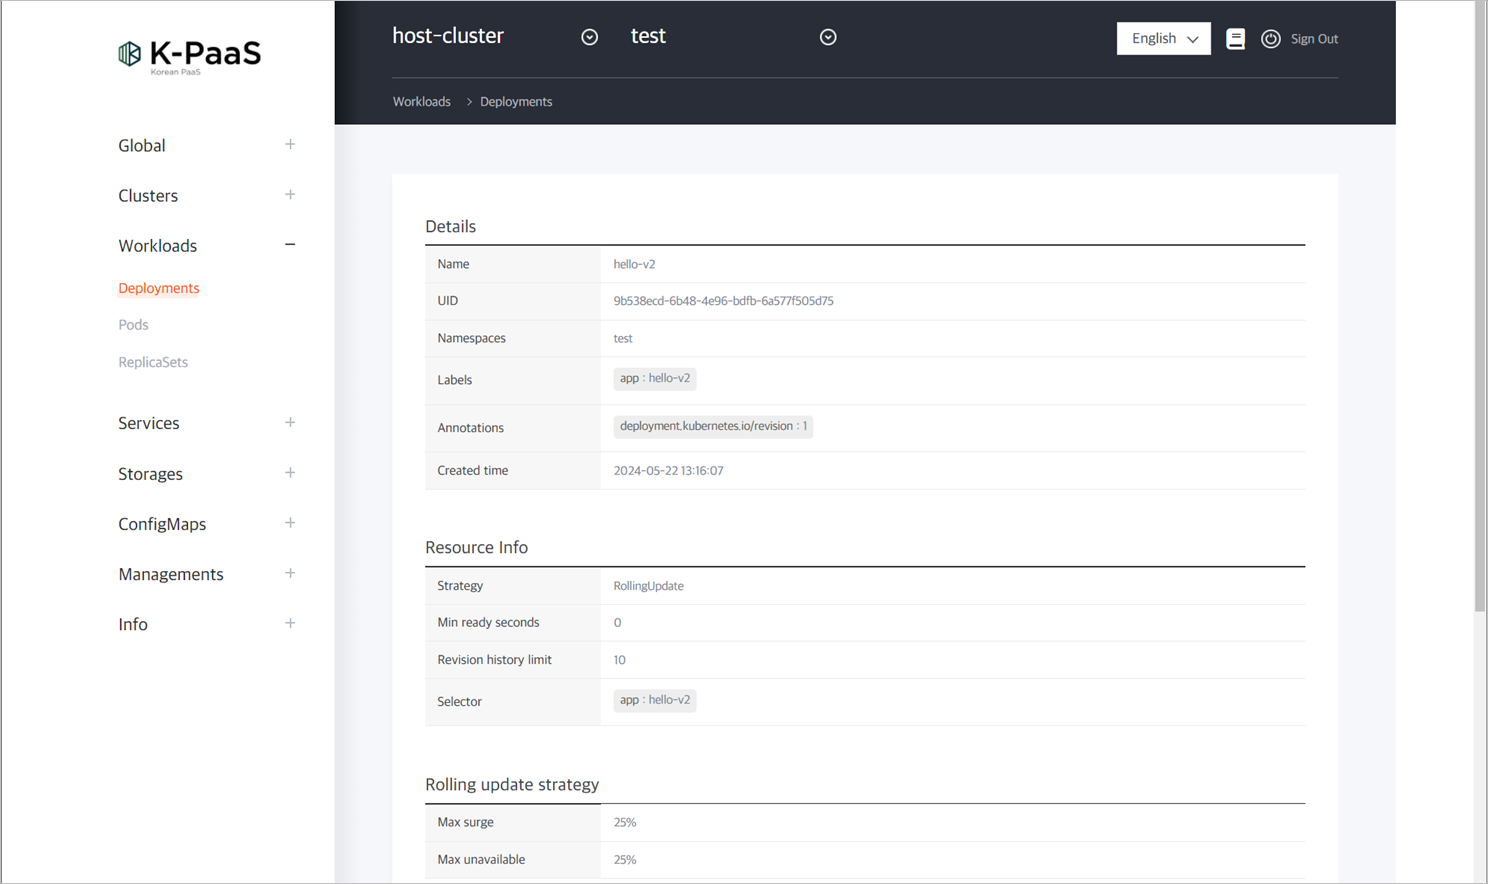 K-PaaS
Korean PaaS
host-cluster
test
English
Sign Out
Workloads > Deployments
Global
Clusters
Workloads
Deployments
Pods
ReplicaSets
Services
Storages
ConfigMaps
Managements
Info
Details
Name hello-v2
UID 9b538ecd-6b48-4e96-bdfb-6a577f505d75
Namespaces test
Labels app : hello-v2
Annotations deployment.kubernetes.io/revision : 1
Created time 2024-05-22 13:16:07
Resource Info
Strategy RollingUpdate
Min ready seconds 0
Revision history limit 10
Selector app : hello-v2
Rolling update strategy
Max surge 25%
Max unavailable 25%